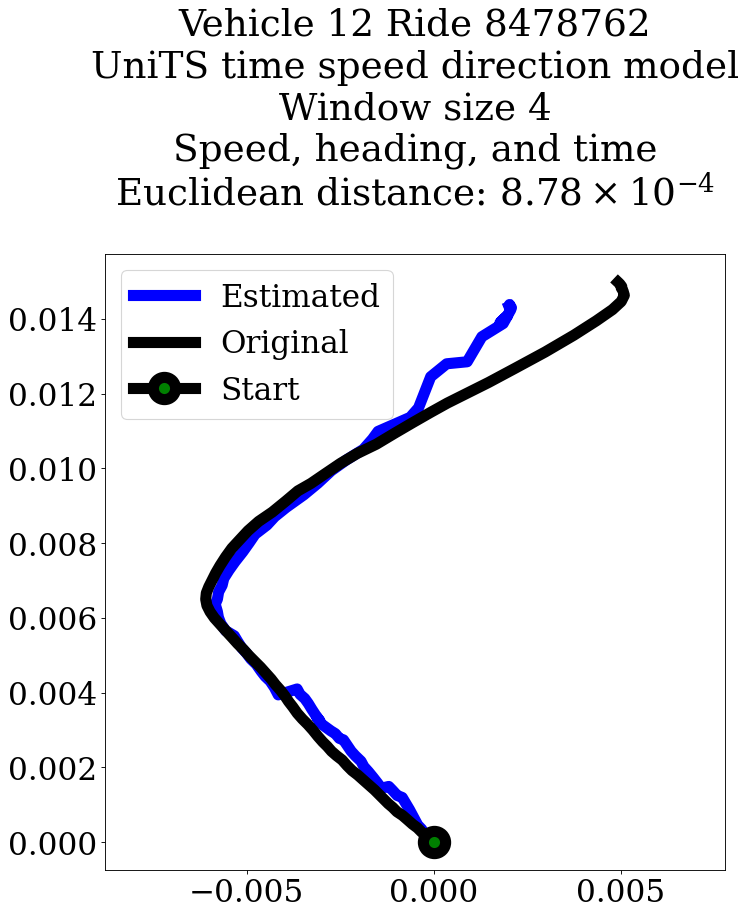 Vehicle 12 Ride 8478762
UniTS time speed direction model
Window size 4
Speed, heading, and time
Euclidean distance: 8.78 × 10⁻⁴
Estimated
Original
Start
0.014
0.012
0.010
0.008
0.006
0.004
0.002
0.000
−0.005 0.000 0.005